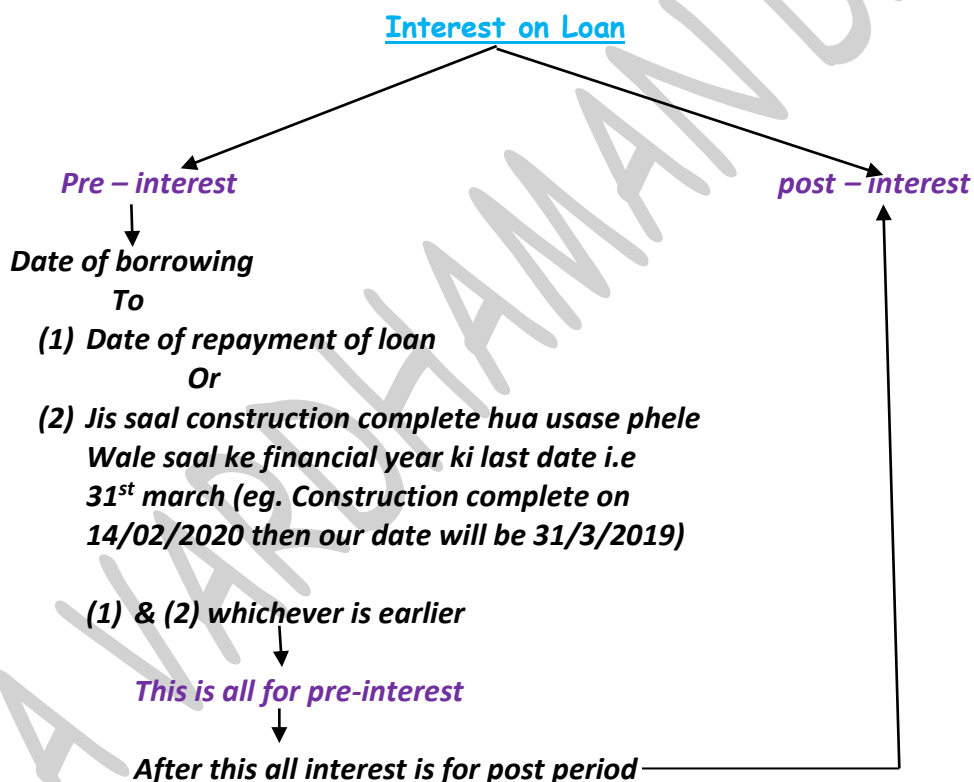 Interest on Loan
Pre – interest
post – interest
Date of borrowing
To
(1) Date of repayment of loan
Or
(2) Jis saal construction complete hua usase phele
Wale saal ke financial year ki last date i.e
31st march (eg. Construction complete on
14/02/2020 then our date will be 31/3/2019)
(1) & (2) whichever is earlier
This is all for pre-interest
After this all interest is for post period